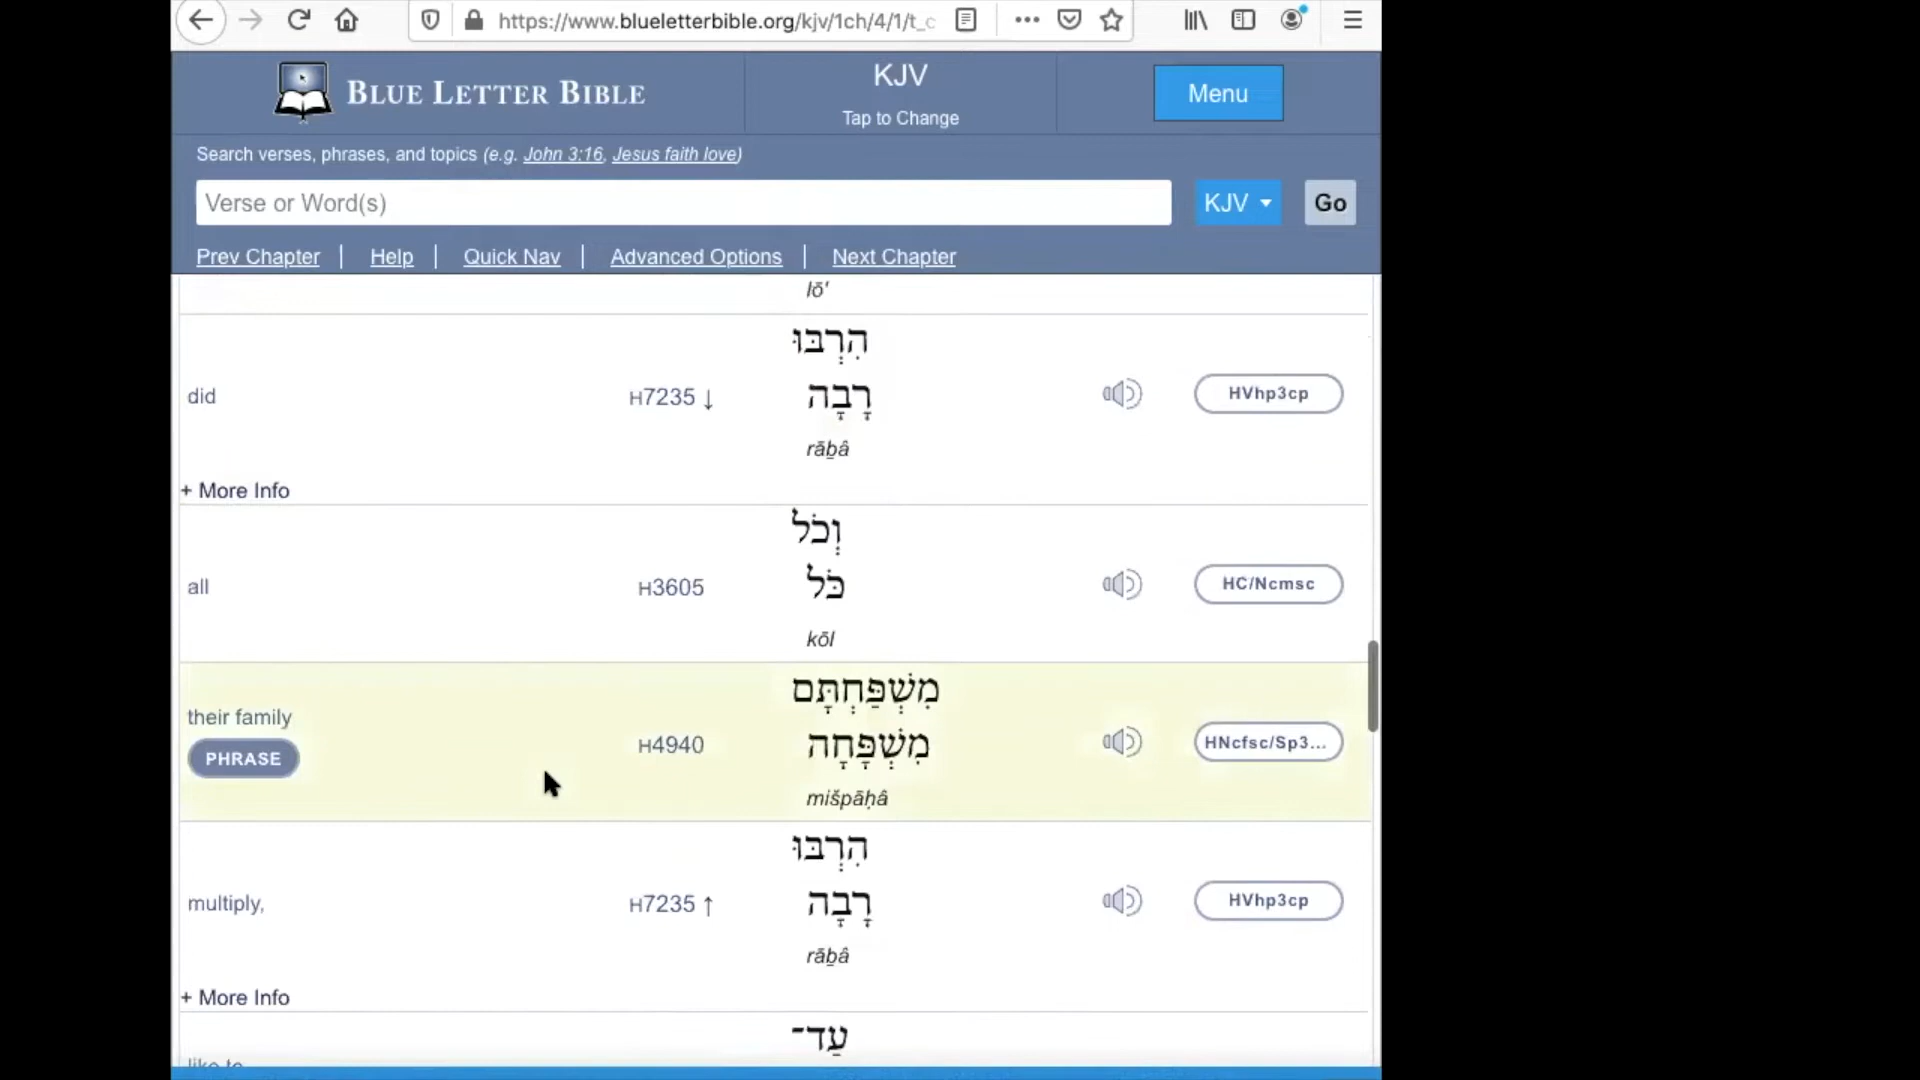 https://www.blueletterbible.org/kjv/1ch/4/1/t_c
BLUE LETTER BIBLE
KJV
Tap to Change
Menu
Search verses, phrases, and topics (e.g. John 3:16, Jesus faith love)
Verse or Word(s)
KJV
Go
Prev Chapter | Help | Quick Nav | Advanced Options | Next Chapter
lō'
הִרְבּוּ
did H7235 ↓ רָבָה HVhp3cp
rāḇâ
+ More Info
וְכֹל
all H3605 כֹּל HC/Ncmsc
kōl
מִשְׁפַּחְתָּם
their family
PHRASE
H4940 מִשְׁפָּחָה HNcfsc/Sp3...
mišpāḥâ
הִרְבּוּ
multiply, H7235 ↑ רָבָה HVhp3cp
rāḇâ
+ More Info
עַד־
like to